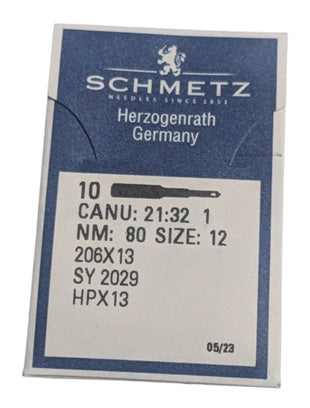 SCHMETZ
NEEDLES SINCE 1851
Herzogenrath
Germany
10
CANU: 21:32 1
NM: 80 SIZE: 12
206X13
SY 2029
HPX13
05/23